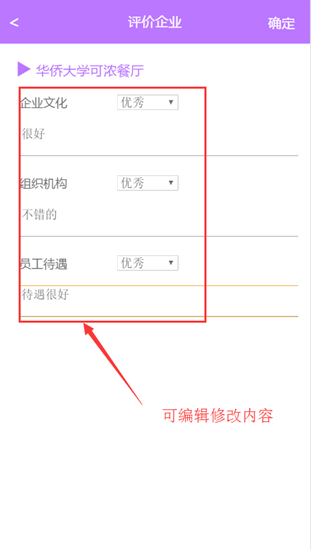 < 评价企业 确定
华侨大学可浓餐厅
企业文化 优秀
很好
组织机构 优秀
不错的
员工待遇 优秀
待遇很好
可编辑修改内容